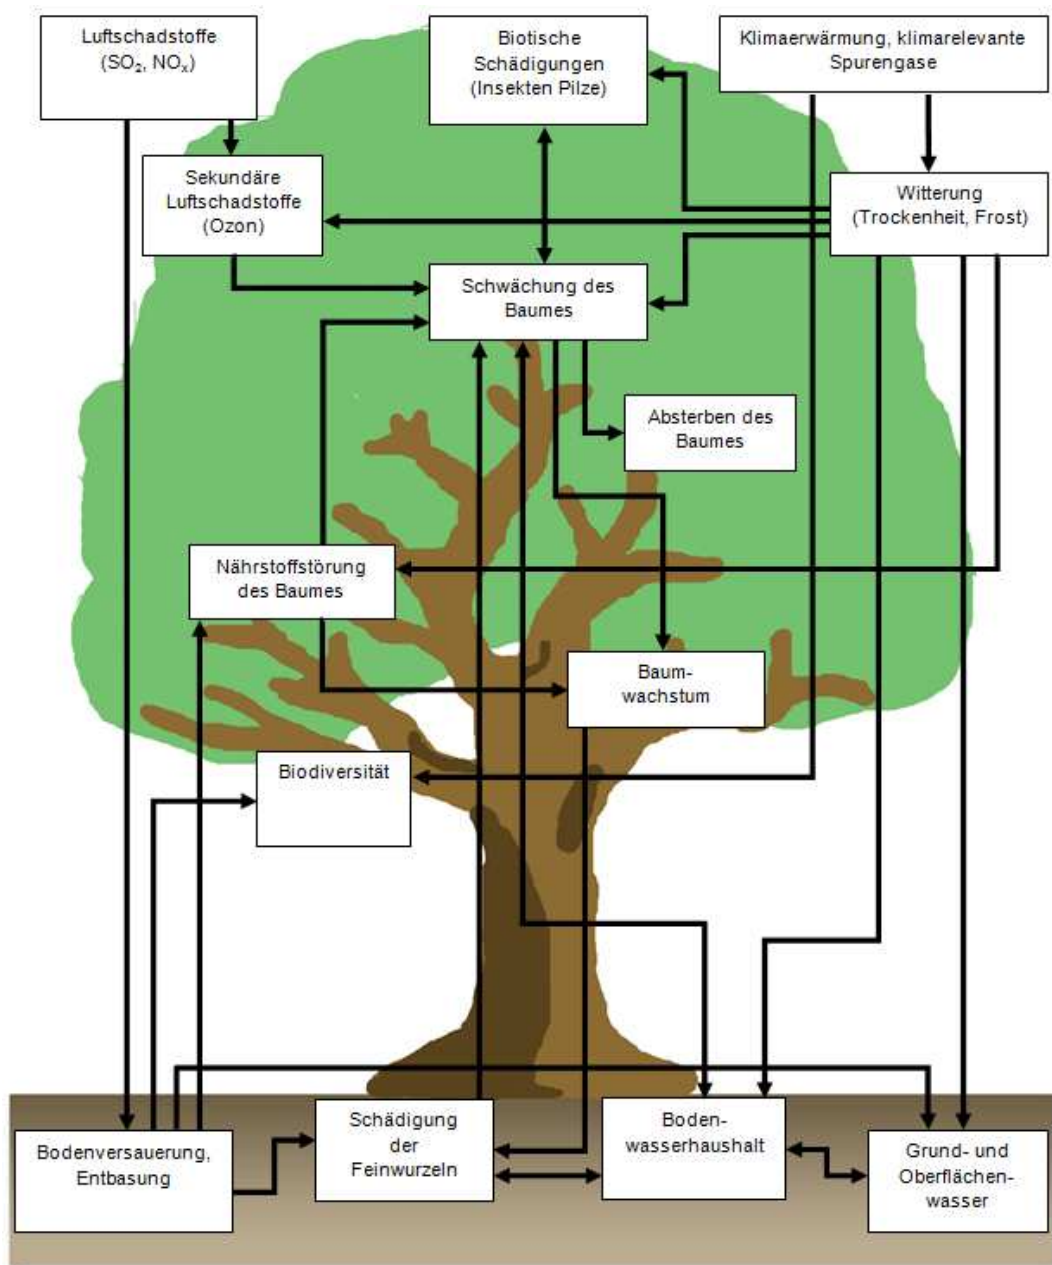 Luftschadstoffe
(SO₂, NOₓ)
Biotische
Schädigungen
(Insekten Pilze)
Klimaerwärmung, klimarelevante
Spurengase
Sekundäre
Luftschadstoffe
(Ozon)
Witterung
(Trockenheit, Frost)
Schwächung des
Baumes
Absterben des
Baumes
Nährstoffstörung
des Baumes
Baum-
wachstum
Biodiversität
Bodenversauerung,
Entbasung
Schädigung
der
Feinwurzeln
Boden-
wasserhaushalt
Grund- und
Oberflächen-
wasser